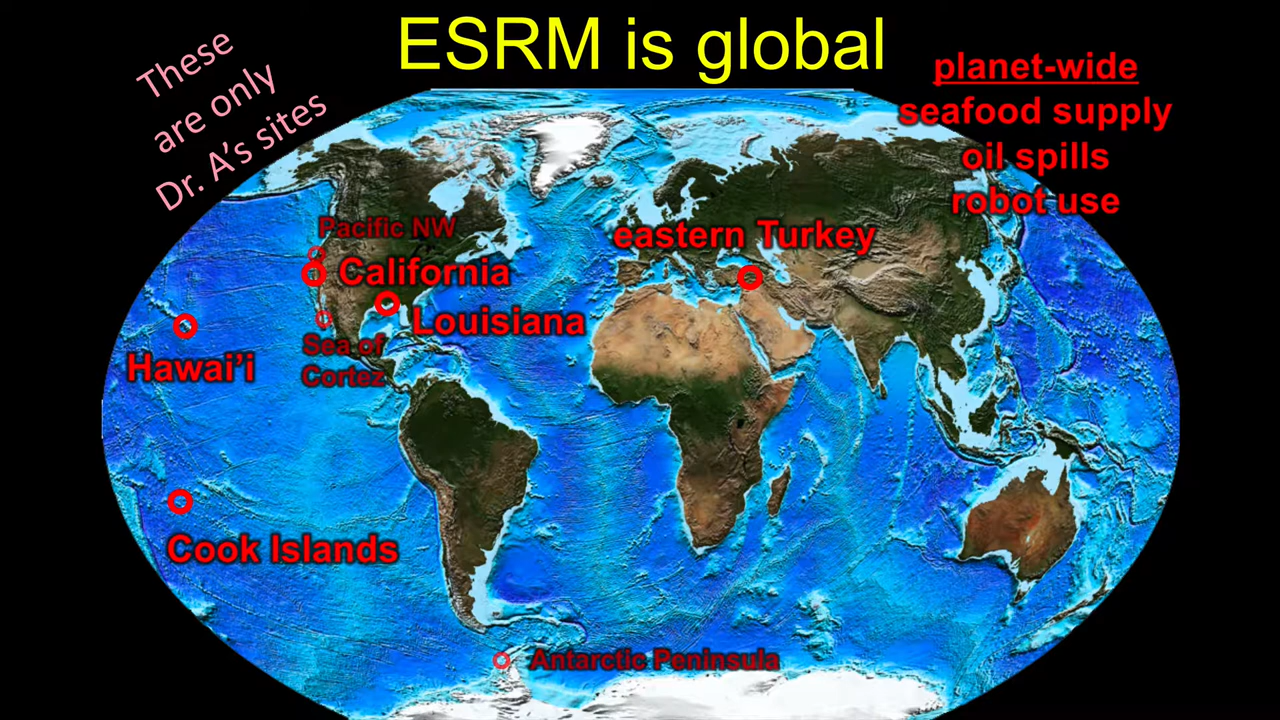 ESRM is global
These
are only
Dr. A's sites
planet-wide
seafood supply
oil spills
robot use
Pacific NW
eastern Turkey
California
Louisiana
Sea of
Cortez
Hawai'i
Cook Islands
Antarctic Peninsula